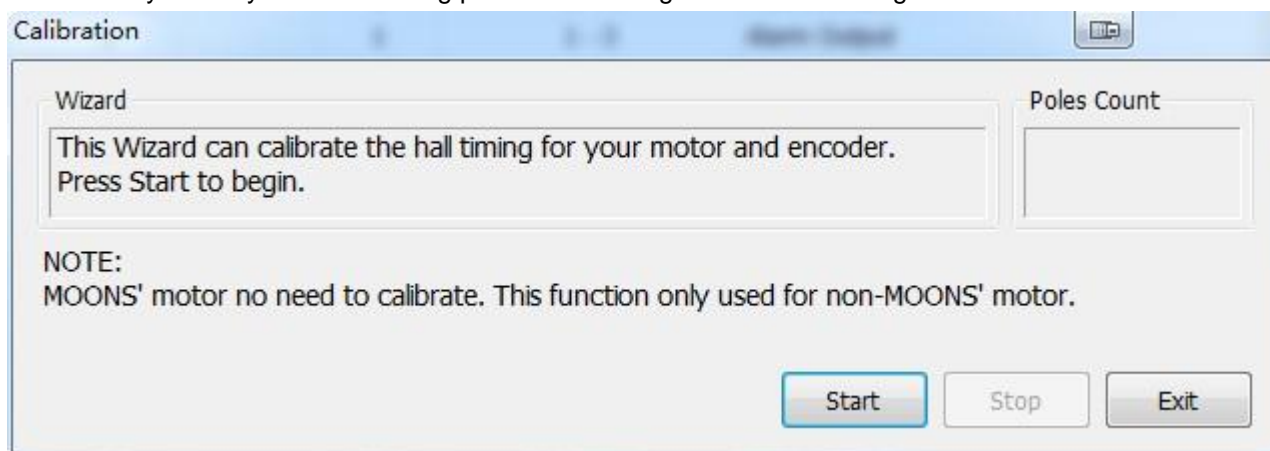 Calibration
Wizard
Poles Count
This Wizard can calibrate the hall timing for your motor and encoder.
Press Start to begin.
NOTE:
MOONS' motor no need to calibrate. This function only used for non-MOONS' motor.
Start
Stop
Exit